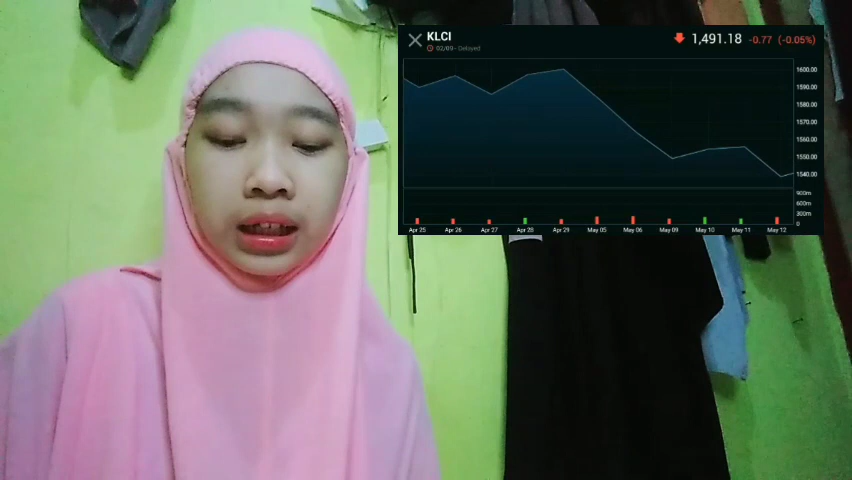 KLCI
02/09 - Delayed
1,491.18 -0.77 (-0.05%)
1600.00
1590.00
1580.00
1570.00
1560.00
1550.00
1540.00
900m
600m
300m
0
Apr 25 Apr 26 Apr 27 Apr 28 Apr 29 May 05 May 06 May 09 May 10 May 11 May 12